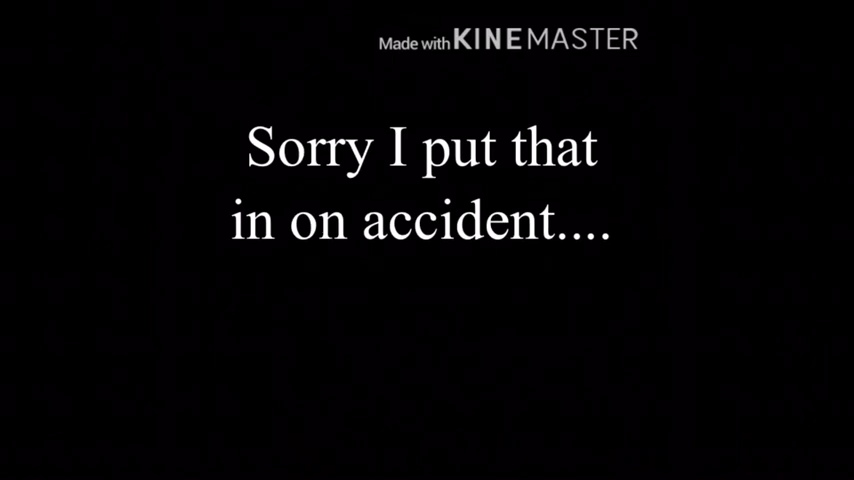 Made with KINEMASTER
Sorry I put that
in on accident....